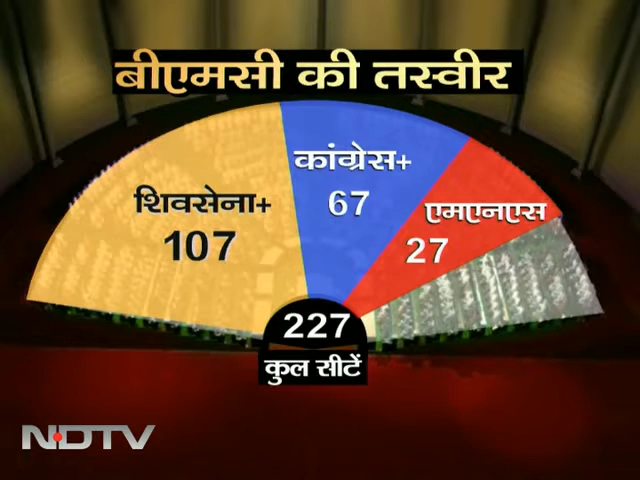 बीएमसी की तस्वीर
शिवसेना+
107
कांग्रेस+
67
एमएनएस
27
227
कुल सीटें
NDTV